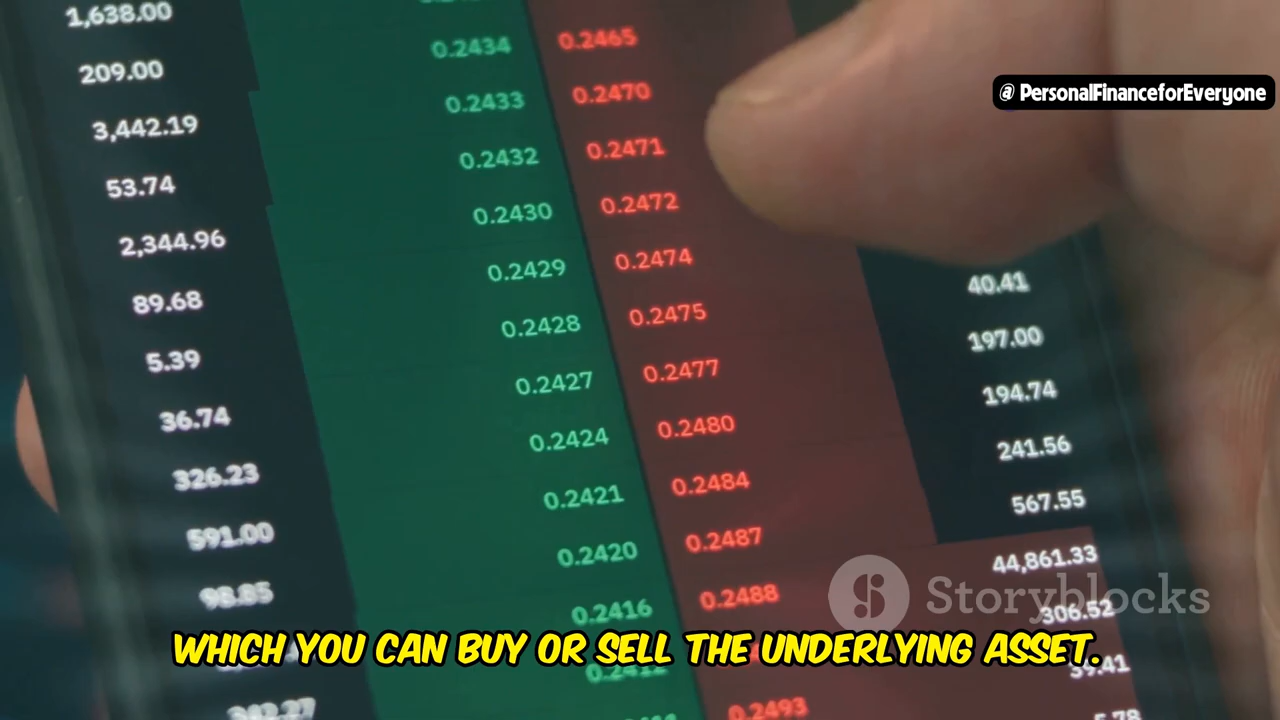 1,638.00
209.00 0.2434 0.2465
3,442.19 0.2433 0.2470
53.74 0.2432 0.2471
2,344.96 0.2430 0.2472
89.68 0.2429 0.2474 40.41
5.39 0.2428 0.2475 197.00
36.74 0.2427 0.2477 194.74
326.23 0.2424 0.2480 241.56
591.00 0.2421 0.2484 567.55
98.85 0.2420 0.2487 44,861.33
0.2416 0.2488 306.52
39.41
0.2493
@ PersonalFinanceforEveryone
Storyblocks
WHICH YOU CAN BUY OR SELL THE UNDERLYING ASSET.